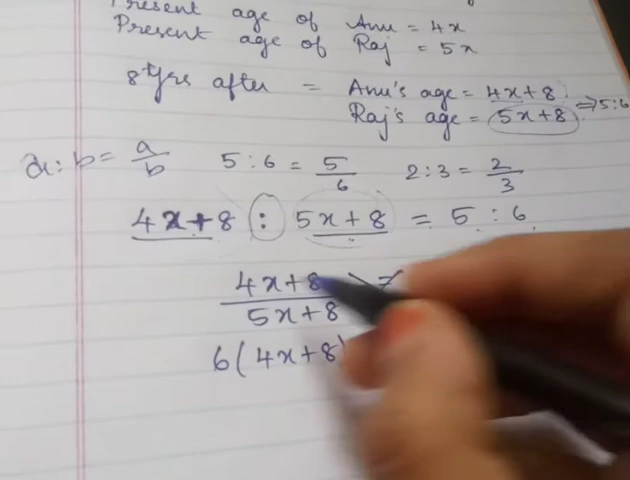 Present age of Anu = 4x
Present age of Raj = 5x
8 yrs after = Anu's age = 4x+8
Raj's age = 5x+8 ⇒ 5:6
a:b = a/b 5:6 = 5/6 2:3 = 2/3
4x+8 : 5x+8 = 5 : 6
4x+8 =
5x+8
6(4x+8)